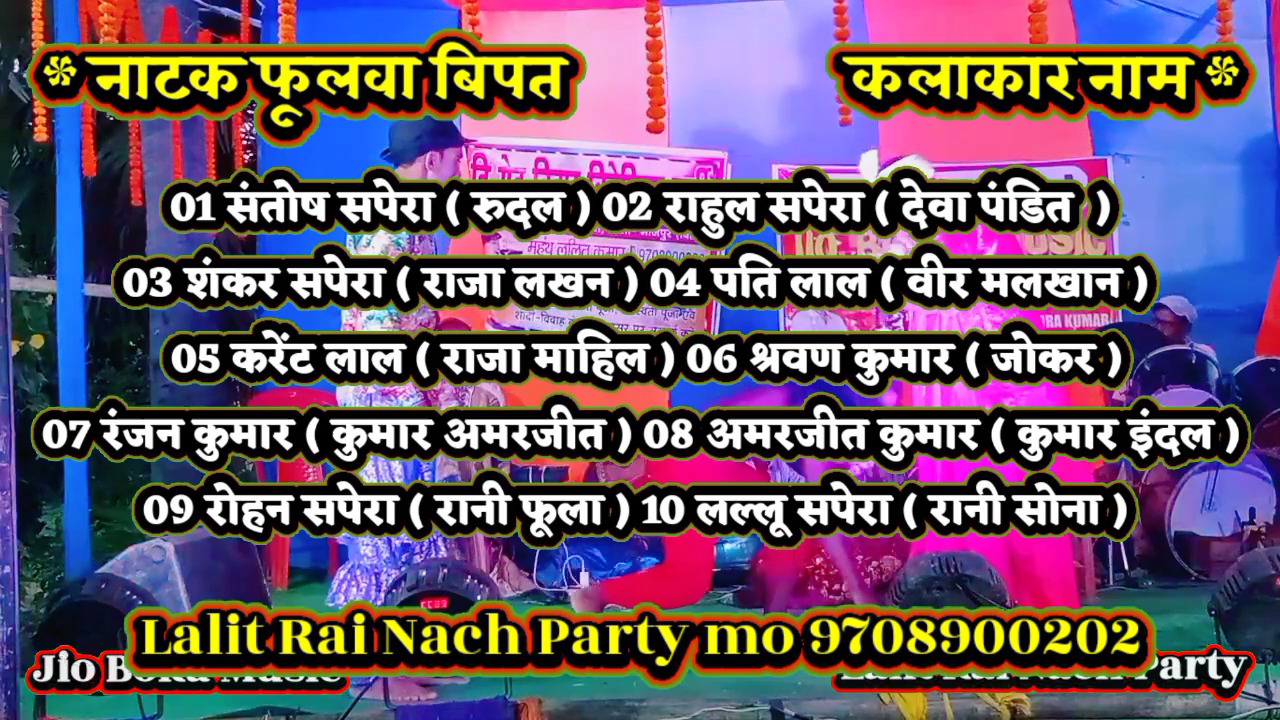 * नाटक फूलवा बिपत कलाकार नाम *
01 संतोष सपेरा ( रुदल ) 02 राहुल सपेरा ( देवा पंडित )
03 शंकर सपेरा ( राजा लखन ) 04 पति लाल ( वीर मलखान )
05 करेंट लाल ( राजा माहिल ) 06 श्रवण कुमार ( जोकर )
07 रंजन कुमार ( कुमार अमरजीत ) 08 अमरजीत कुमार ( कुमार इंदल )
09 रोहन सपेरा ( रानी फूला ) 10 लल्लू सपेरा ( रानी सोना )
Lalit Rai Nach Party mo 9708900202
Jio
Party